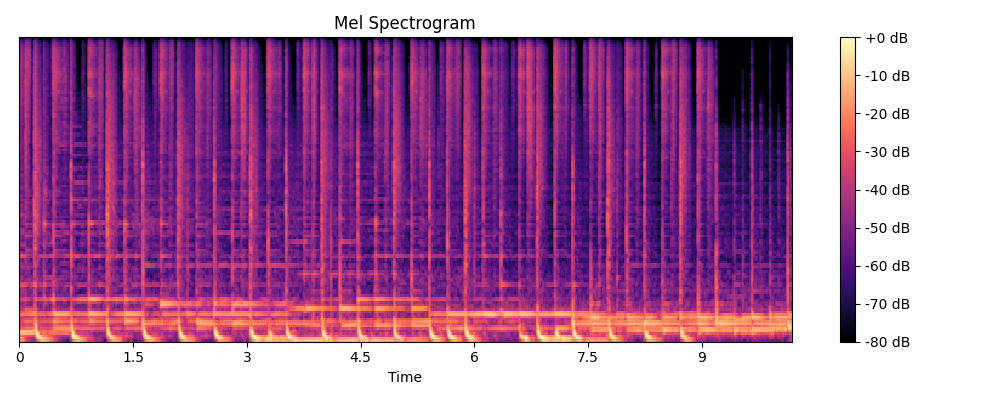 Mel Spectrogram
+0 dB
-10 dB
-20 dB
-30 dB
-40 dB
-50 dB
-60 dB
-70 dB
-80 dB
0 1.5 3 4.5 6 7.5 9
Time